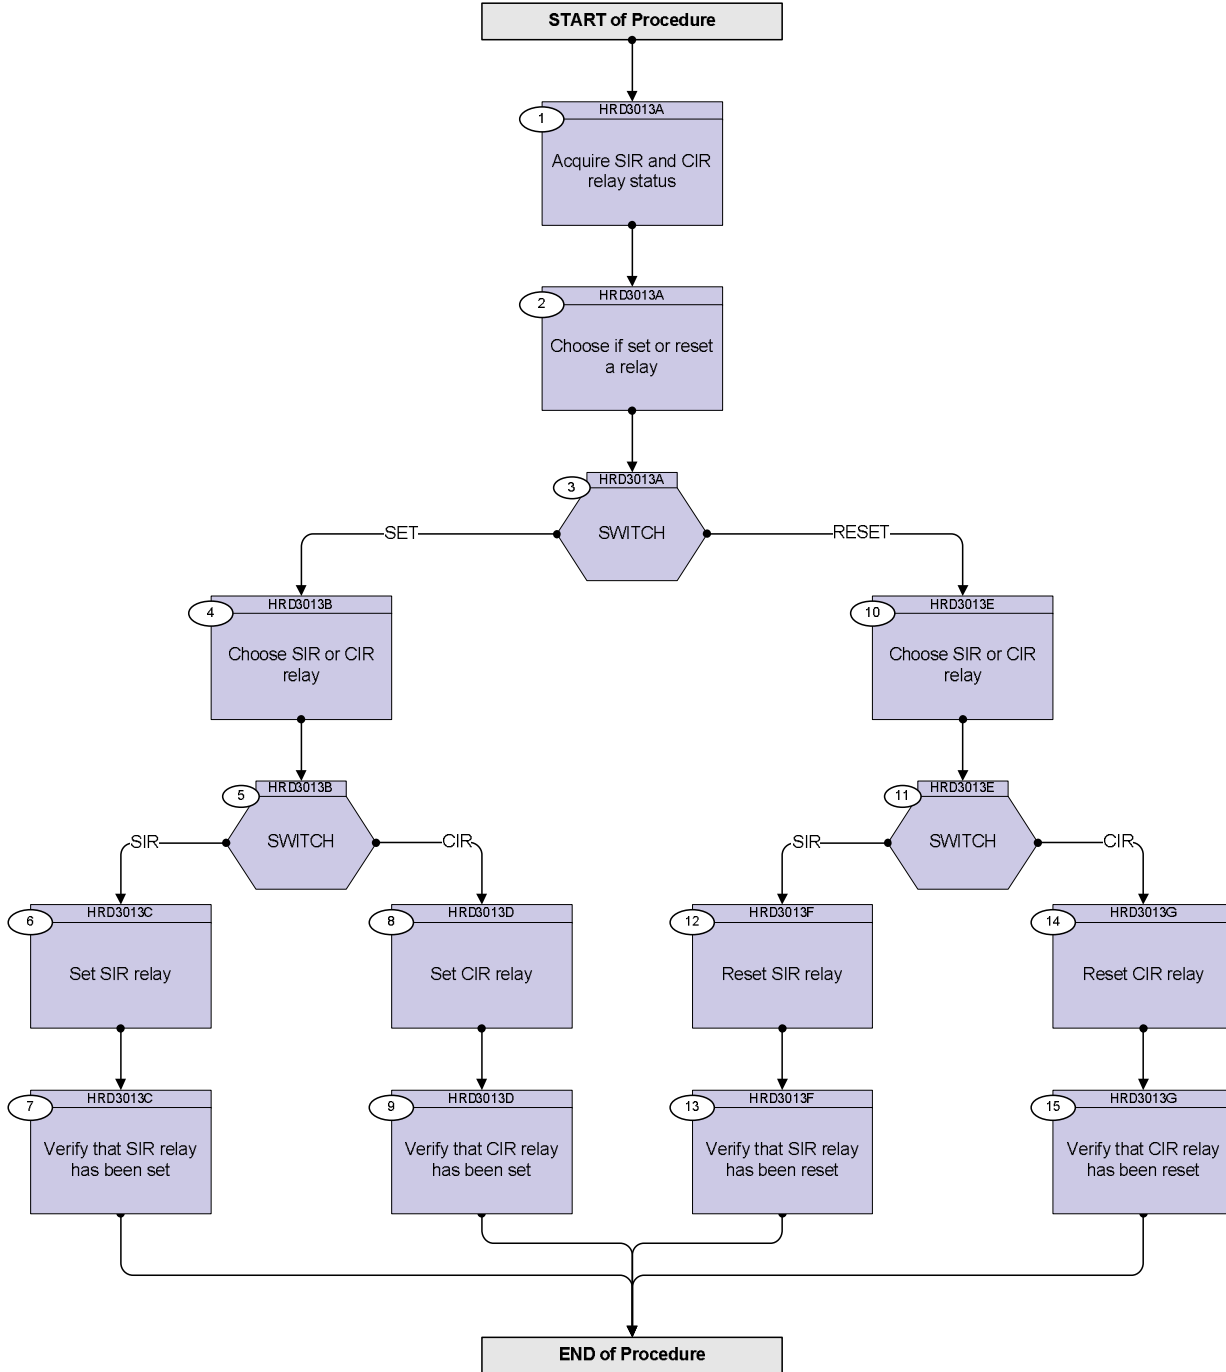 START of Procedure
HRD3013A
1
Acquire SIR and CIR
relay status
HRD3013A
2
Choose if set or reset
a relay
HRD3013A
3
SWITCH
SET
RESET
HRD3013B
4
Choose SIR or CIR
relay
HRD3013E
10
Choose SIR or CIR
relay
HRD3013B
5
SWITCH
SIR
CIR
HRD3013E
11
SWITCH
SIR
CIR
HRD3013C
6
Set SIR relay
HRD3013D
8
Set CIR relay
HRD3013F
12
Reset SIR relay
HRD3013G
14
Reset CIR relay
HRD3013C
7
Verify that SIR relay
has been set
HRD3013D
9
Verify that CIR relay
has been set
HRD3013F
13
Verify that SIR relay
has been reset
HRD3013G
15
Verify that CIR relay
has been reset
END of Procedure